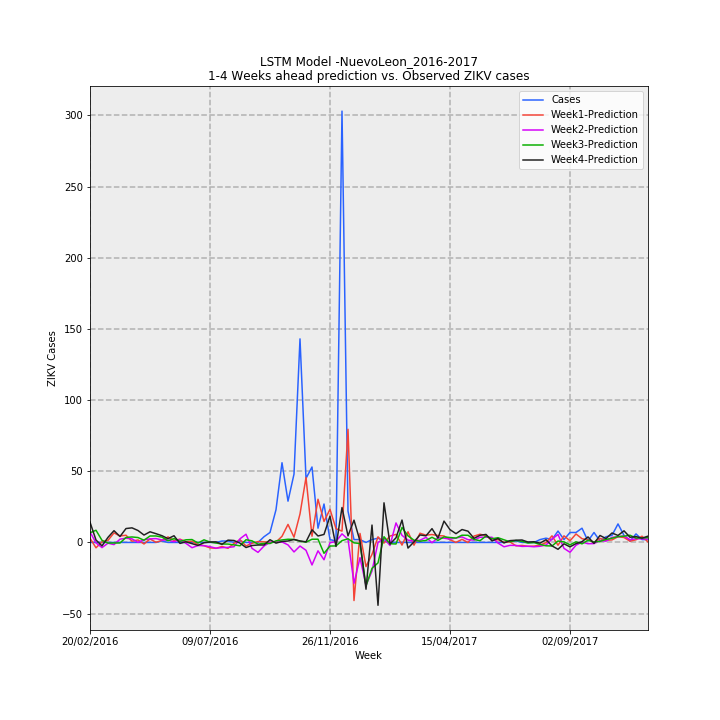 LSTM Model -NuevoLeon_2016-2017
1-4 Weeks ahead prediction vs. Observed ZIKV cases
Cases
Week1-Prediction
Week2-Prediction
Week3-Prediction
Week4-Prediction
300
250
200
150
100
50
0
−50
ZIKV Cases
20/02/2016 09/07/2016 26/11/2016 15/04/2017 02/09/2017
Week